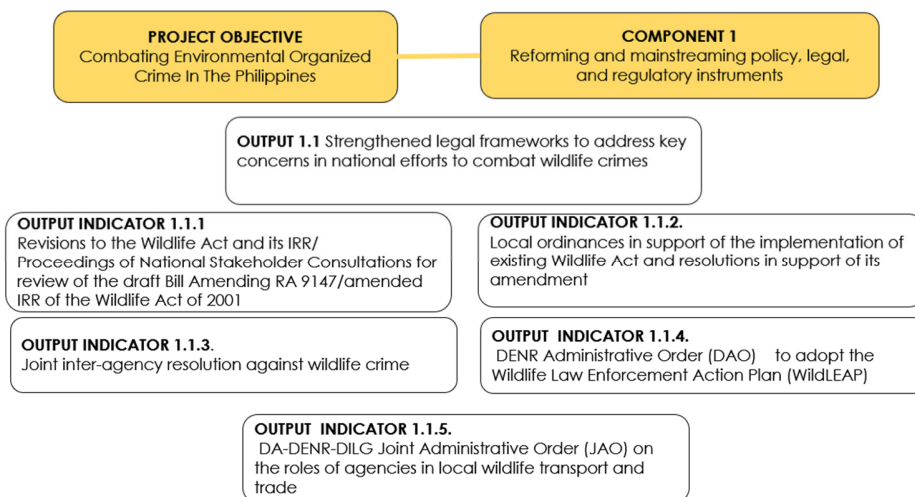 PROJECT OBJECTIVE
Combating Environmental Organized
Crime In The Philippines
COMPONENT 1
Reforming and mainstreaming policy, legal,
and regulatory instruments
OUTPUT 1.1 Strengthened legal frameworks to address key
concerns in national efforts to combat wildlife crimes
OUTPUT INDICATOR 1.1.1
Revisions to the Wildlife Act and its IRR/
Proceedings of National Stakeholder Consultations for
review of the draft Bill Amending RA 9147/amended
IRR of the Wildlife Act of 2001
OUTPUT INDICATOR 1.1.2.
Local ordinances in support of the implementation of
existing Wildlife Act and resolutions in support of its
amendment
OUTPUT INDICATOR 1.1.3.
Joint inter-agency resolution against wildlife crime
OUTPUT INDICATOR 1.1.4.
DENR Administrative Order (DAO) to adopt the
Wildlife Law Enforcement Action Plan (WildLEAP)
OUTPUT INDICATOR 1.1.5.
DA-DENR-DILG Joint Administrative Order (JAO) on
the roles of agencies in local wildlife transport and
trade